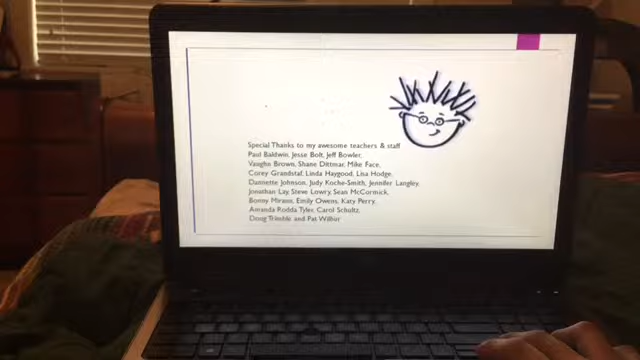 Special Thanks to my awesome teachers & staff
Paul Baldwin, Jesse Bolt, Jeff Bowler,
Vaughn Brown, Shane Dittmar, Mike Face,
Corey Grandstaf, Linda Haygood, Lisa Hodge,
Dannette Johnson, Judy Koche-Smith, Jennifer Langley,
Jonathan Lay, Steve Lowry, Sean McCormick,
Bonny Mirans, Emily Owens, Katy Perry,
Amanda Rodda Tyler, Carol Schultz,
Doug Trimble and Pat Wilbur